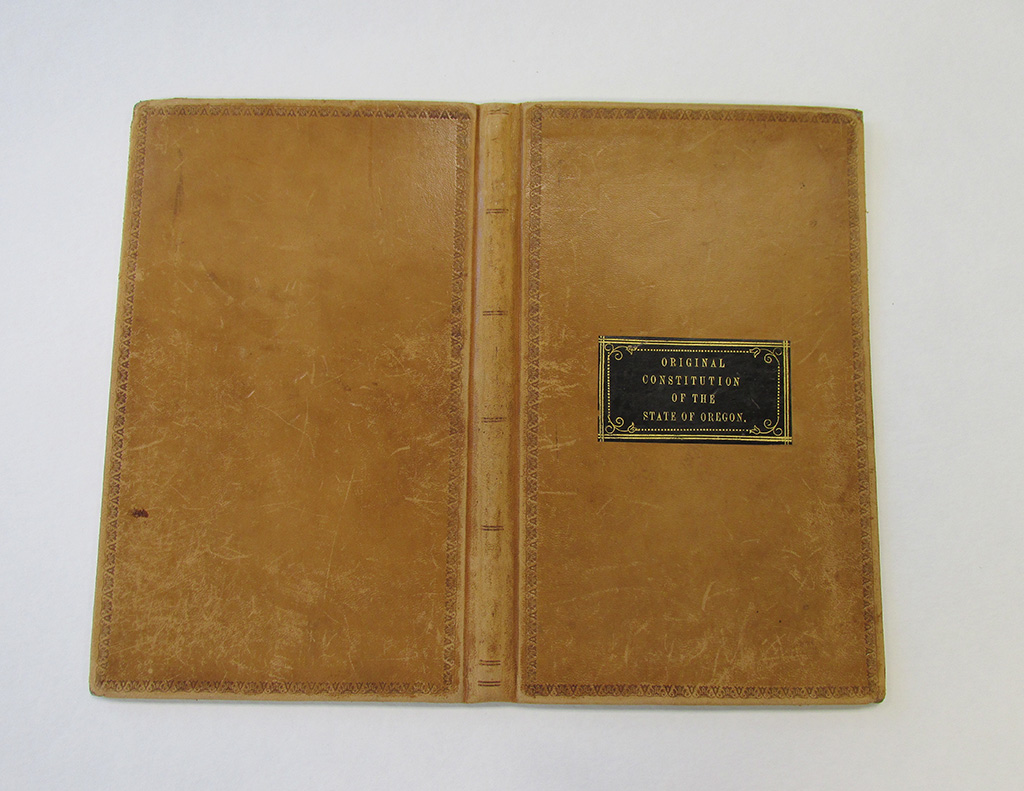 ORIGINAL
CONSTITUTION
OF THE
STATE OF OREGON.